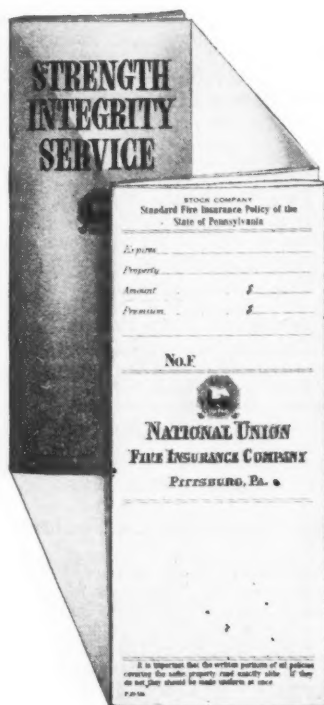 STRENGTH
INTEGRITY
SERVICE
STOCK COMPANY
Standard Fire Insurance Policy of the
State of Pennsylvania
Expires
Property
Amount $
Premium $
No.F.
NATIONAL UNION
FIRE INSURANCE COMPANY
PITTSBURG, PA.
It is important that the written portions of all policies
covering the same property read exactly alike. If they
do not they should be made uniform at once